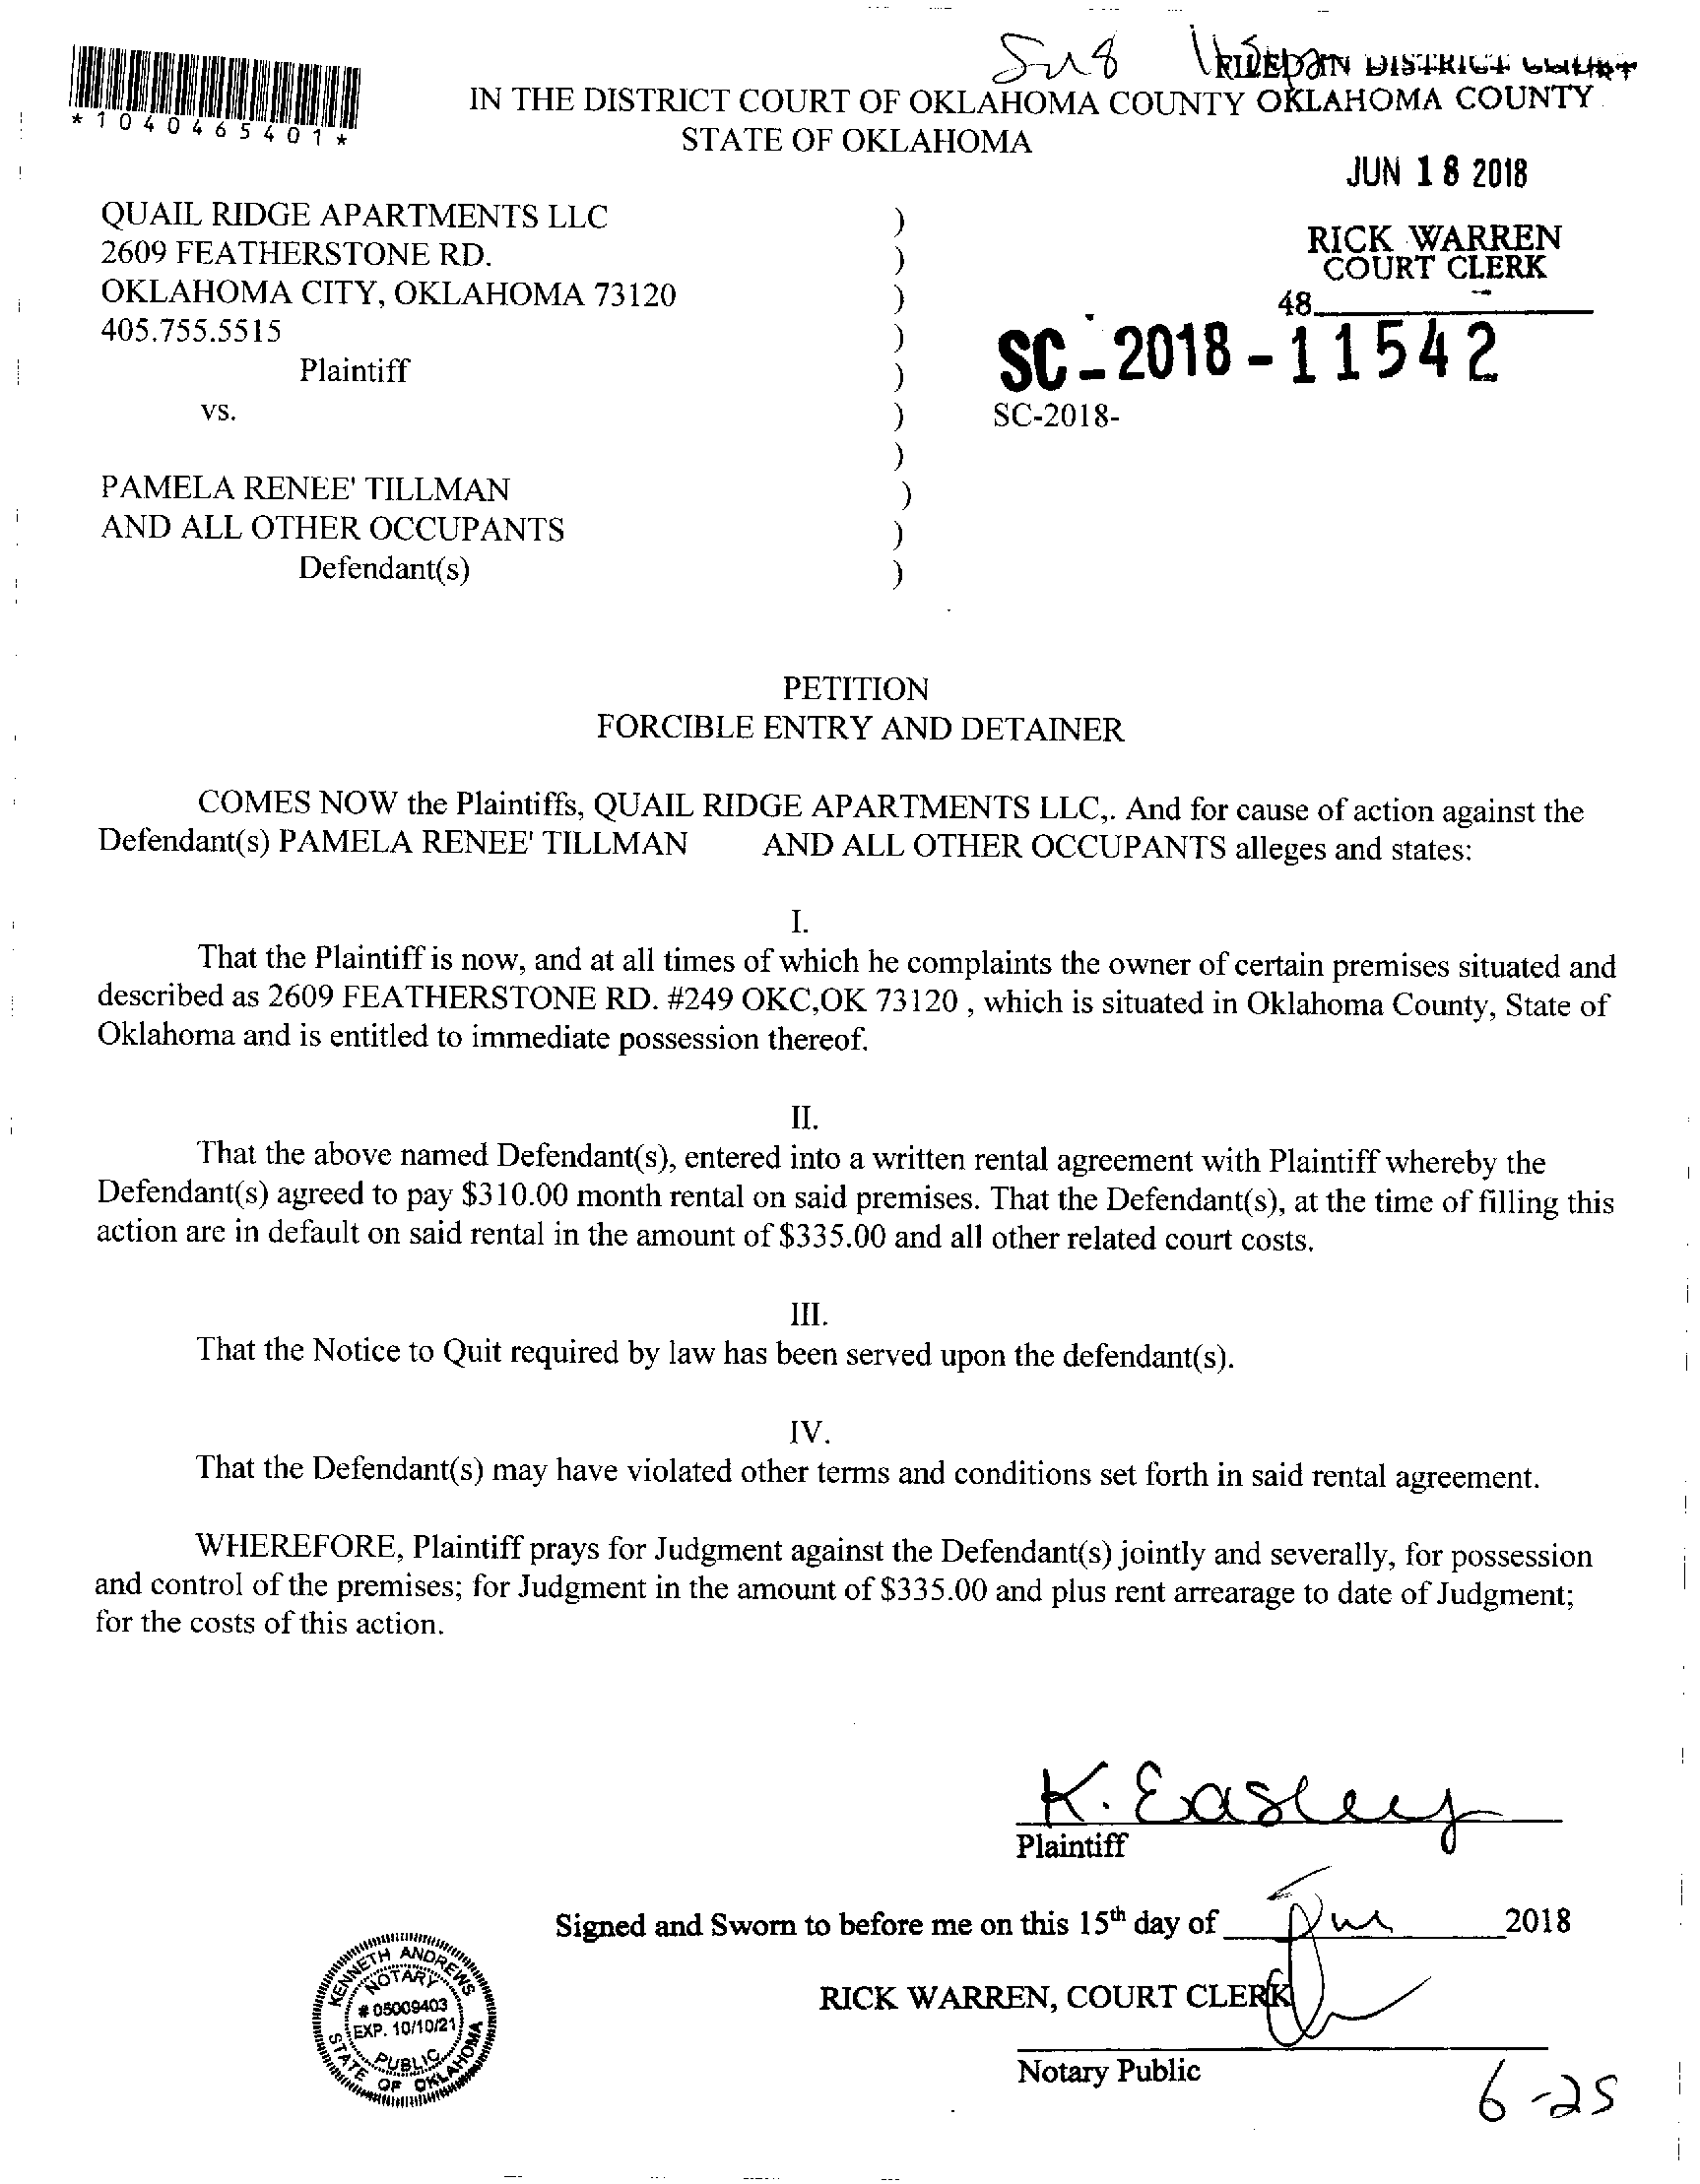 FILED IN DISTRICT COURT
IN THE DISTRICT COURT OF OKLAHOMA COUNTY OKLAHOMA COUNTY
*1040465401*
STATE OF OKLAHOMA
JUN 18 2018
QUAIL RIDGE APARTMENTS LLC )
2609 FEATHERSTONE RD. )
RICK WARREN
COURT CLERK
OKLAHOMA CITY, OKLAHOMA 73120 )
48
405.755.5515 )
SC-2018-11542
Plaintiff )
vs. ) SC-2018-
)
PAMELA RENEE' TILLMAN )
AND ALL OTHER OCCUPANTS )
Defendant(s) )
PETITION
FORCIBLE ENTRY AND DETAINER
COMES NOW the Plaintiffs, QUAIL RIDGE APARTMENTS LLC,. And for cause of action against the
Defendant(s) PAMELA RENEE' TILLMAN AND ALL OTHER OCCUPANTS alleges and states:
I.
That the Plaintiff is now, and at all times of which he complaints the owner of certain premises situated and
described as 2609 FEATHERSTONE RD. #249 OKC,OK 73120 , which is situated in Oklahoma County, State of
Oklahoma and is entitled to immediate possession thereof.
II.
That the above named Defendant(s), entered into a written rental agreement with Plaintiff whereby the
Defendant(s) agreed to pay $310.00 month rental on said premises. That the Defendant(s), at the time of filling this
action are in default on said rental in the amount of $335.00 and all other related court costs.
III.
That the Notice to Quit required by law has been served upon the defendant(s).
IV.
That the Defendant(s) may have violated other terms and conditions set forth in said rental agreement.
WHEREFORE, Plaintiff prays for Judgment against the Defendant(s) jointly and severally, for possession
and control of the premises; for Judgment in the amount of $335.00 and plus rent arrearage to date of Judgment;
for the costs of this action.
K. Easley
Plaintiff
Signed and Sworn to before me on this 15th day of June 2018
RICK WARREN, COURT CLERK
KENNETH ANDREWS
NOTARY
# 05009403
EXP. 10/10/21
PUBLIC
STATE OF OKLAHOMA
Notary Public
6-25